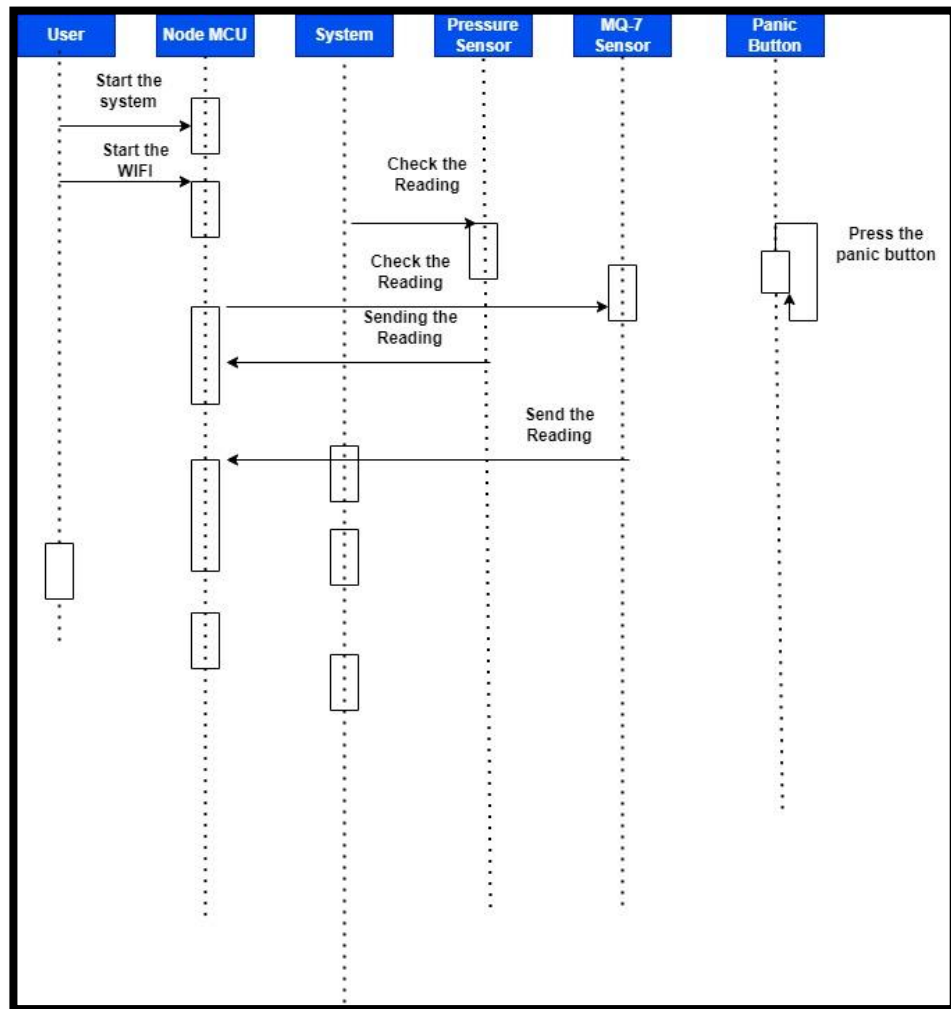 User
Node MCU
System
Pressure
Sensor
MQ-7
Sensor
Panic
Button
Start the
system
Start the
WIFI
Check the
Reading
Press the
panic button
Check the
Reading
Sending the
Reading
Send the
Reading